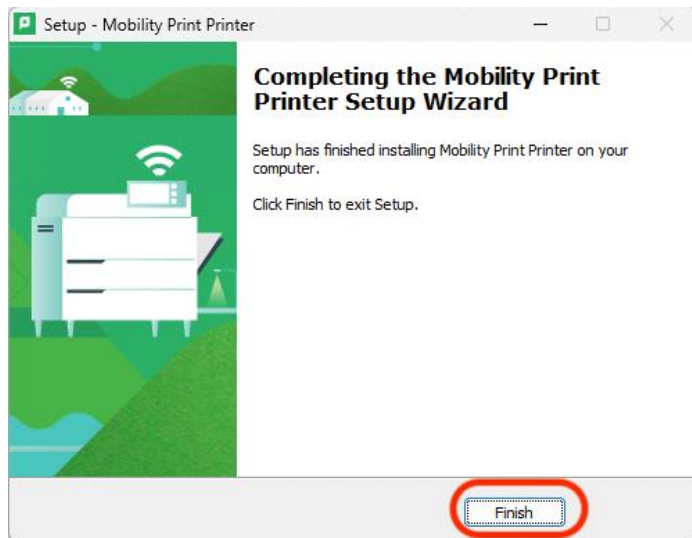 Setup - Mobility Print Printer
Completing the Mobility Print
Printer Setup Wizard
Setup has finished installing Mobility Print Printer on your
computer.
Click Finish to exit Setup.
Finish